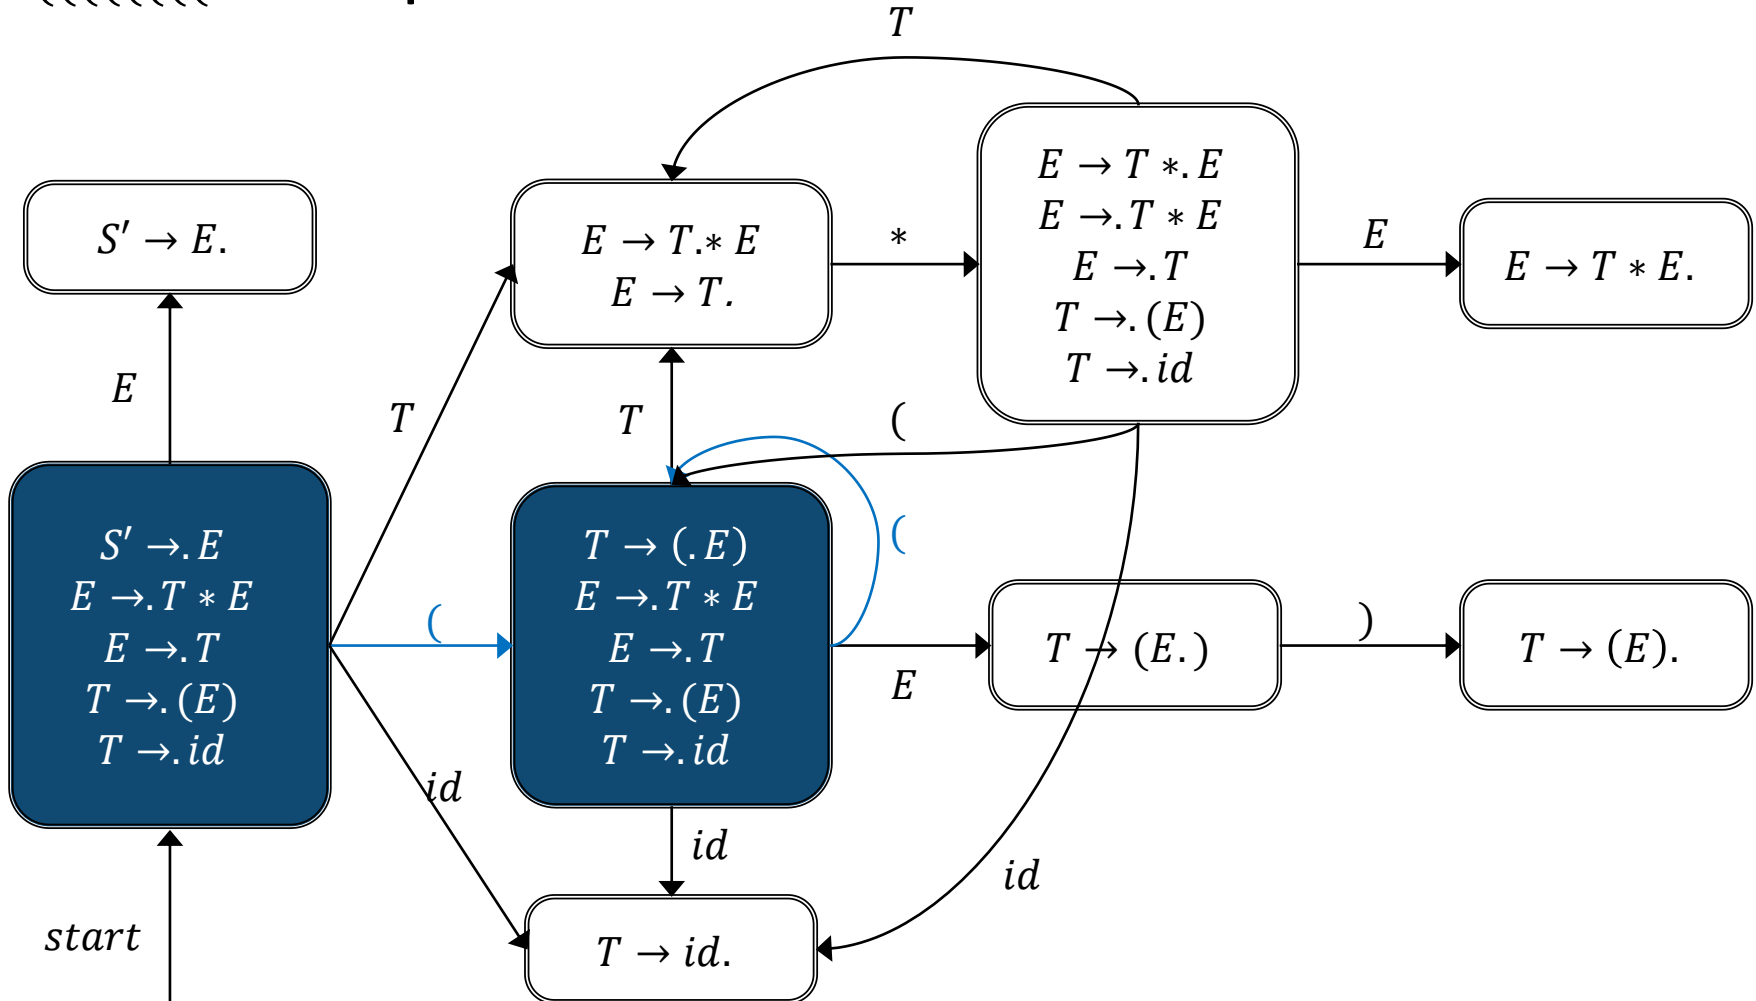 T
S′ → E.
E → T.∗ E
E → T.
∗
E → T ∗. E
E →. T ∗ E
E →. T
T →. (E)
T →. id
E
E → T ∗ E.
E
T
T
(
S′ →. E
E →. T ∗ E
E →. T
T →. (E)
T →. id
(
T → (. E)
E →. T ∗ E
E →. T
T →. (E)
T →. id
(
E
T → (E. )
)
T → (E).
id
id
id
start
T → id.